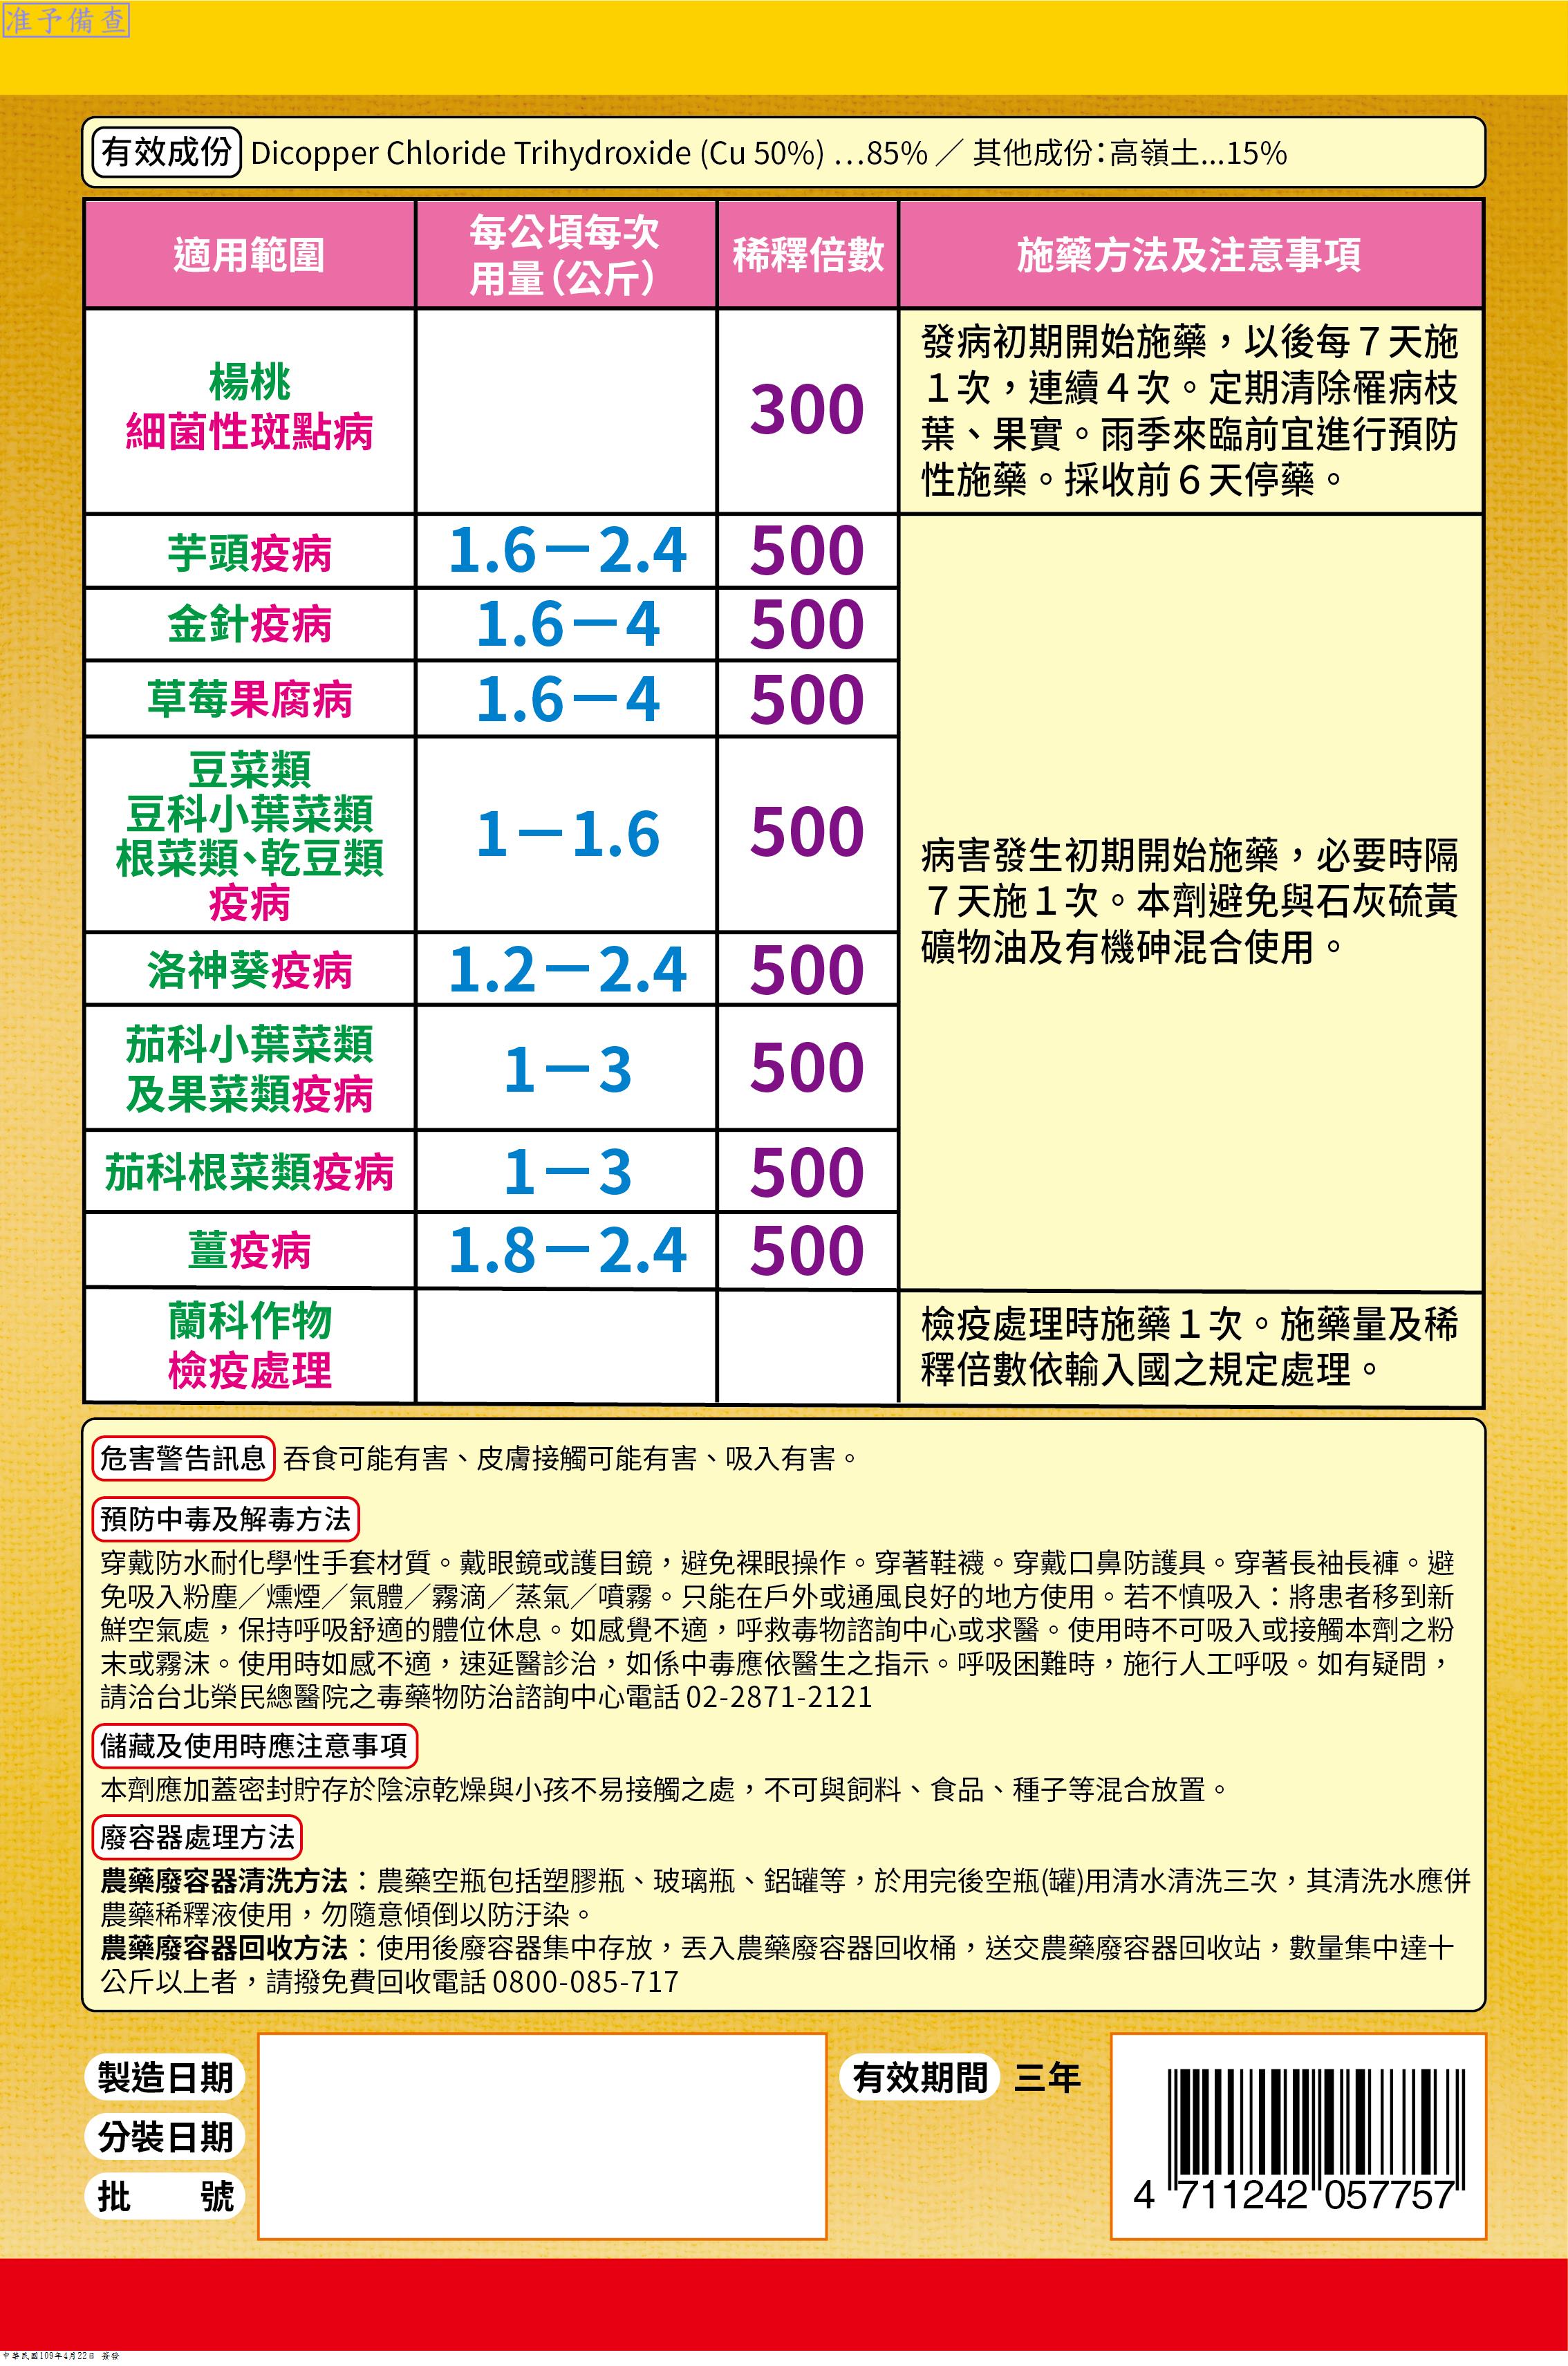 准予備查
有效成份 Dicopper Chloride Trihydroxide (Cu 50%) …85% ／ 其他成份：高嶺土...15%
適用範圍
每公頃每次
用量（公斤）
稀釋倍數
施藥方法及注意事項
楊桃
細菌性斑點病
300
發病初期開始施藥，以後每７天施
１次，連續４次。定期清除罹病枝
葉、果實。雨季來臨前宜進行預防
性施藥。採收前６天停藥。
芋頭疫病
1.6－2.4
500
金針疫病
1.6－4
500
草莓果腐病
1.6－4
500
豆菜類
豆科小葉菜類
根菜類、乾豆類
疫病
1－1.6
500
洛神葵疫病
1.2－2.4
500
茄科小葉菜類
及果菜類疫病
1－3
500
茄科根菜類疫病
1－3
500
薑疫病
1.8－2.4
500
病害發生初期開始施藥，必要時隔
７天施１次。本劑避免與石灰硫黃
礦物油及有機砷混合使用。
蘭科作物
檢疫處理
檢疫處理時施藥１次。施藥量及稀
釋倍數依輸入國之規定處理。
危害警告訊息 吞食可能有害、皮膚接觸可能有害、吸入有害。
預防中毒及解毒方法
穿戴防水耐化學性手套材質。戴眼鏡或護目鏡，避免裸眼操作。穿著鞋襪。穿戴口鼻防護具。穿著長袖長褲。避
免吸入粉塵／燻煙／氣體／霧滴／蒸氣／噴霧。只能在戶外或通風良好的地方使用。若不慎吸入：將患者移到新
鮮空氣處，保持呼吸舒適的體位休息。如感覺不適，呼救毒物諮詢中心或求醫。使用時不可吸入或接觸本劑之粉
末或霧沫。使用時如感不適，速延醫診治，如係中毒應依醫生之指示。呼吸困難時，施行人工呼吸。如有疑問，
請洽台北榮民總醫院之毒藥物防治諮詢中心電話 02-2871-2121
儲藏及使用時應注意事項
本劑應加蓋密封貯存於陰涼乾燥與小孩不易接觸之處，不可與飼料、食品、種子等混合放置。
廢容器處理方法
農藥廢容器清洗方法：農藥空瓶包括塑膠瓶、玻璃瓶、鋁罐等，於用完後空瓶(罐)用清水清洗三次，其清洗水應併
農藥稀釋液使用，勿隨意傾倒以防汙染。
農藥廢容器回收方法：使用後廢容器集中存放，丟入農藥廢容器回收桶，送交農藥廢容器回收站，數量集中達十
公斤以上者，請撥免費回收電話 0800-085-717
製造日期
分裝日期
批 號
有效期間 三年
4 711242 057757
中華民國109年4月22日 簽發